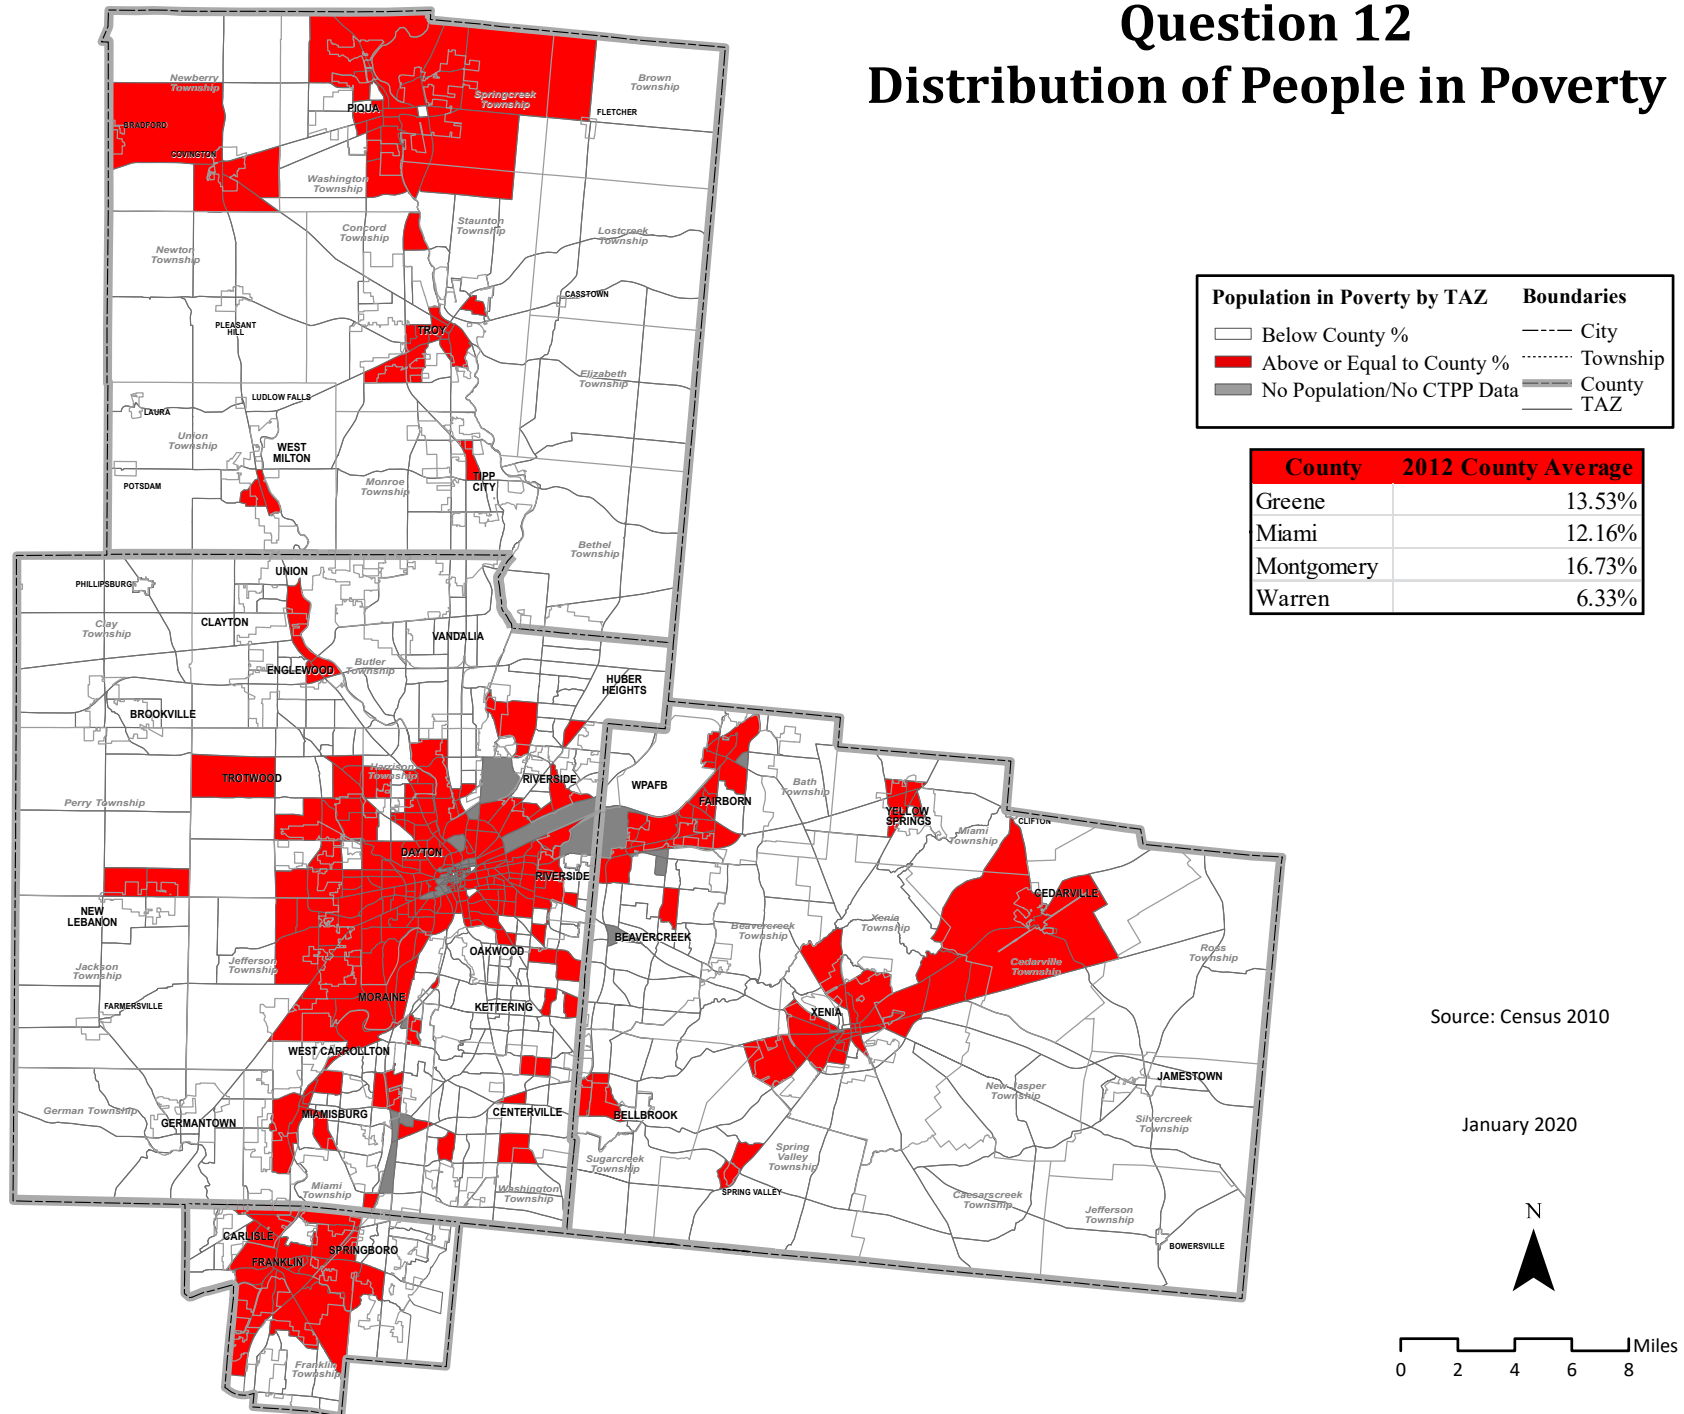 Question 12
Distribution of People in Poverty
Newberry
Township
BRADFORD
COVINGTON
PIQUA
Springcreek
Township
Brown
Township
FLETCHER
Washington
Township
Newton
Township
Concord
Township
Staunton
Township
Lostcreek
Township
CASSTOWN
PLEASANT
HILL
TROY
Elizabeth
Township
LAURA
LUDLOW FALLS
Union
Township
WEST
MILTON
POTSDAM
Monroe
Township
TIPP
CITY
Bethel
Township
Population in Poverty by TAZ
Below County %
Above or Equal to County %
No Population/No CTPP Data
Boundaries
City
Township
County
TAZ
County 2012 County Average
Greene 13.53%
Miami 12.16%
Montgomery 16.73%
Warren 6.33%
PHILLIPSBURG
UNION
Clay
Township
CLAYTON
VANDALIA
ENGLEWOOD
Butler
Township
HUBER
HEIGHTS
BROOKVILLE
TROTWOOD
Harrison
Township
RIVERSIDE
WPAFB
Perry Township
FAIRBORN
Bath
Township
YELLOW
SPRINGS
Miami
Township
CLIFTON
DAYTON
RIVERSIDE
CEDARVILLE
NEW
LEBANON
OAKWOOD
BEAVERCREEK
Beavercreek
Township
Xenia
Township
Cedarville
Township
Ross
Township
Jackson
Township
Jefferson
Township
FARMERSVILLE
MORAINE
KETTERING
XENIA
WEST CARROLLTON
JAMESTOWN
New Jasper
Township
Silvercreek
Township
German Township
GERMANTOWN
MIAMISBURG
CENTERVILLE
BELLBROOK
Sugarcreek
Township
Spring
Valley
Township
SPRING VALLEY
Miami
Township
Washington
Township
Caesarscreek
Township
Jefferson
Township
BOWERSVILLE
CARLISLE
SPRINGBORO
FRANKLIN
Franklin
Township
Source: Census 2010
January 2020
N
Miles
0 2 4 6 8